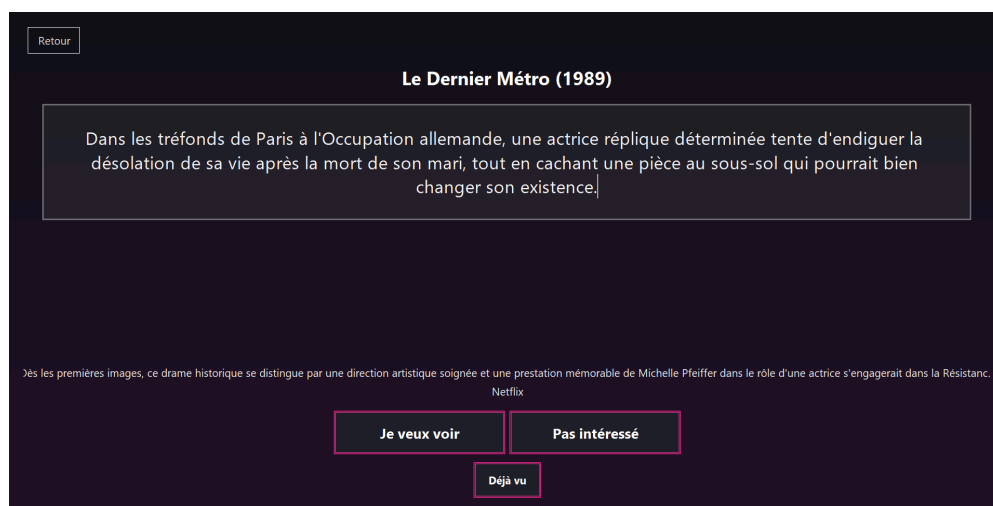 Retour
Le Dernier Métro (1989)
Dans les tréfonds de Paris à l'Occupation allemande, une actrice réplique déterminée tente d'endiguer la
désolation de sa vie après la mort de son mari, tout en cachant une pièce au sous-sol qui pourrait bien
changer son existence.
Dès les premières images, ce drame historique se distingue par une direction artistique soignée et une prestation mémorable de Michelle Pfeiffer dans le rôle d'une actrice s'engagerait dans la Résistanc.
Netflix
Je veux voir
Pas intéressé
Déjà vu